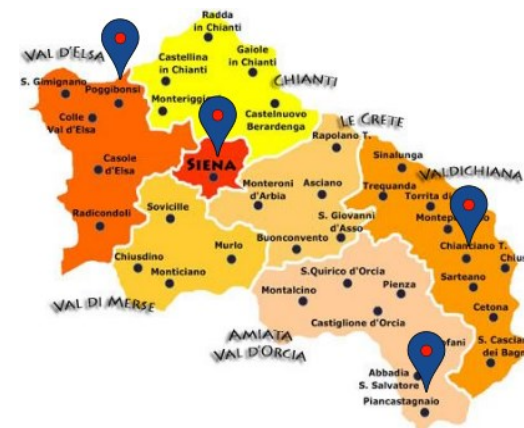 Radda
in Chianti
VAL D'ELSA
Castellina
in Chianti
Gaiole
in Chianti
S. Gimignano
Poggibonsi
CHIANTI
Colle
Val d'Elsa
Castelnuovo
Berardenga
LE CRETE
Rapolano T.
SIENA
Sinalunga
VALDICHIANA
Casole
d'Elsa
Monteroni
d'Arbia
Asciano
Trequanda
Torrita di
Radicondoli
Sovicille
S. Giovanni
d'Asso
Chianciano T.
Murlo
Buonconvento
Chiusdino
Monticiano
S.Quirico d'Orcia
Sarteano
Montalcino
Pienza
VAL DI MERSE
Castiglione d'Orcia
Cetona
AMIATA
VAL D'ORCIA
Abbadia
S. Salvatore
Piancastagnaio